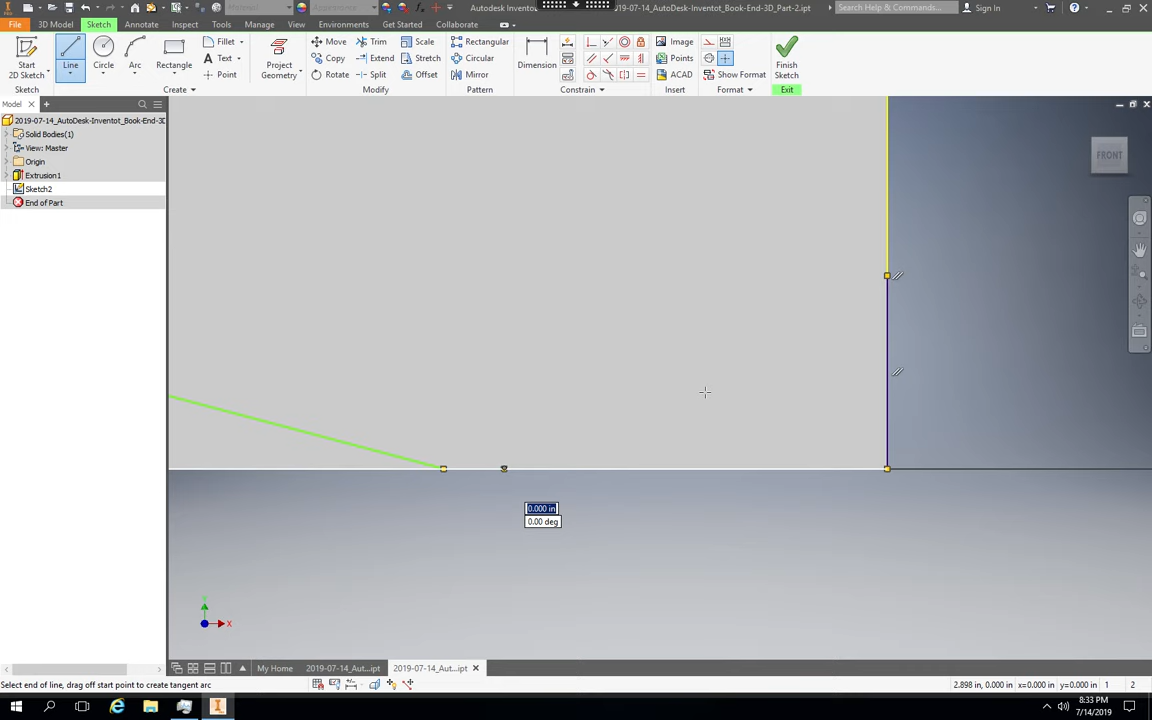 Autodesk Inventor
2019-07-14_AutoDesk-Inventot_Book-End-3D_Part-2.ipt
Search Help & Commands...
Sign In
File
3D Model
Sketch
Annotate
Inspect
Tools
Manage
View
Environments
Get Started
Collaborate
Start
2D Sketch
Line
Circle
Arc
Rectangle
Fillet
Text
Point
Project
Geometry
Move
Copy
Rotate
Trim
Extend
Split
Scale
Stretch
Offset
Rectangular
Circular
Mirror
Dimension
Image
Points
ACAD
Show Format
Finish
Sketch
Sketch
Create
Modify
Pattern
Constrain
Insert
Format
Exit
Model
2019-07-14_AutoDesk-Inventot_Book-End-3D
Solid Bodies(1)
View: Master
Origin
Extrusion1
Sketch2
End of Part
FRONT
0.000 in
0.00 deg
Y
X
My Home
2019-07-14_Aut...ipt
2019-07-14_Aut...ipt
Select end of line, drag off start point to create tangent arc
2.898 in, 0.000 in
x=0.000 in
y=0.000 in
1
2
8:33 PM
7/14/2019